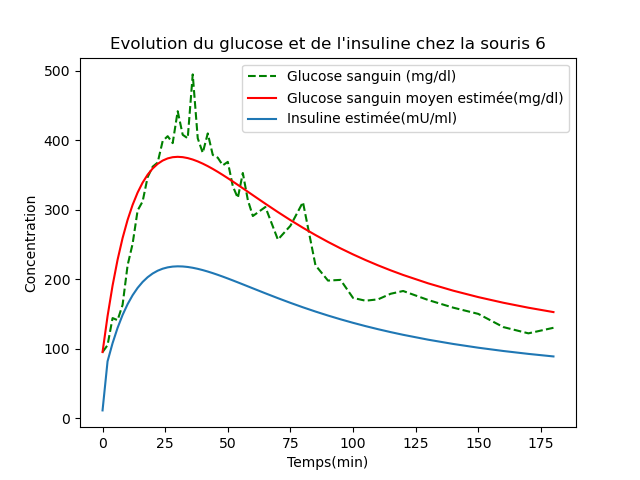 Evolution du glucose et de l'insuline chez la souris 6
Glucose sanguin (mg/dl)
Glucose sanguin moyen estimée(mg/dl)
Insuline estimée(mU/ml)
Concentration
500
400
300
200
100
0
0 25 50 75 100 125 150 175
Temps(min)